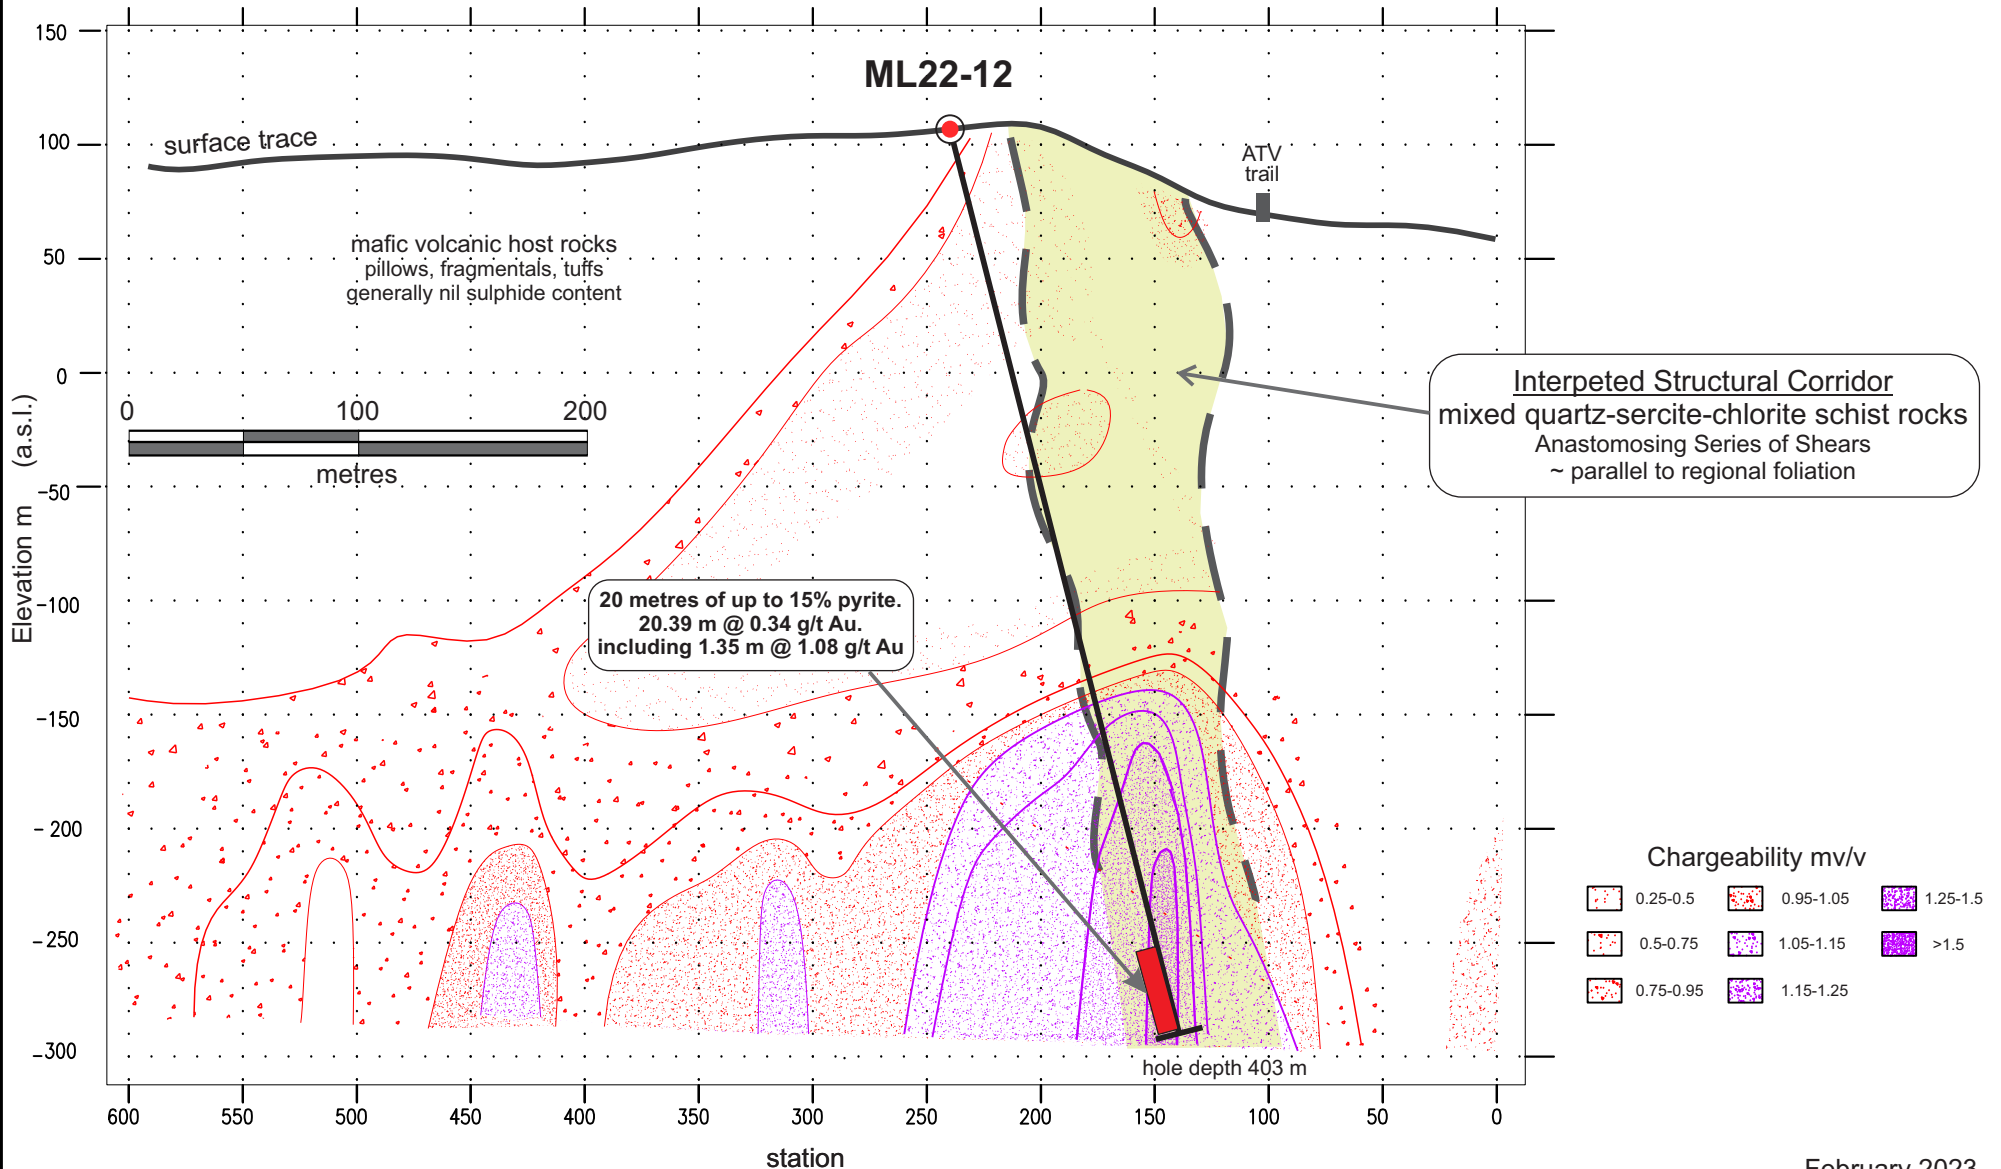 150
100
50
0
−50
−100
−150
−200
−250
−300
Elevation m (a.s.l.)
ML22-12
surface trace
ATV
trail
mafic volcanic host rocks
pillows, fragmentals, tuffs
generally nil sulphide content
0 100 200
metres
Interpeted Structural Corridor
mixed quartz-sercite-chlorite schist rocks
Anastomosing Series of Shears
~ parallel to regional foliation
20 metres of up to 15% pyrite.
20.39 m @ 0.34 g/t Au.
including 1.35 m @ 1.08 g/t Au
Chargeability mv/v
0.25-0.5 0.95-1.05 1.25-1.5
0.5-0.75 1.05-1.15 >1.5
0.75-0.95 1.15-1.25
hole depth 403 m
600 550 500 450 400 350 300 250 200 150 100 50 0
station
February 2023